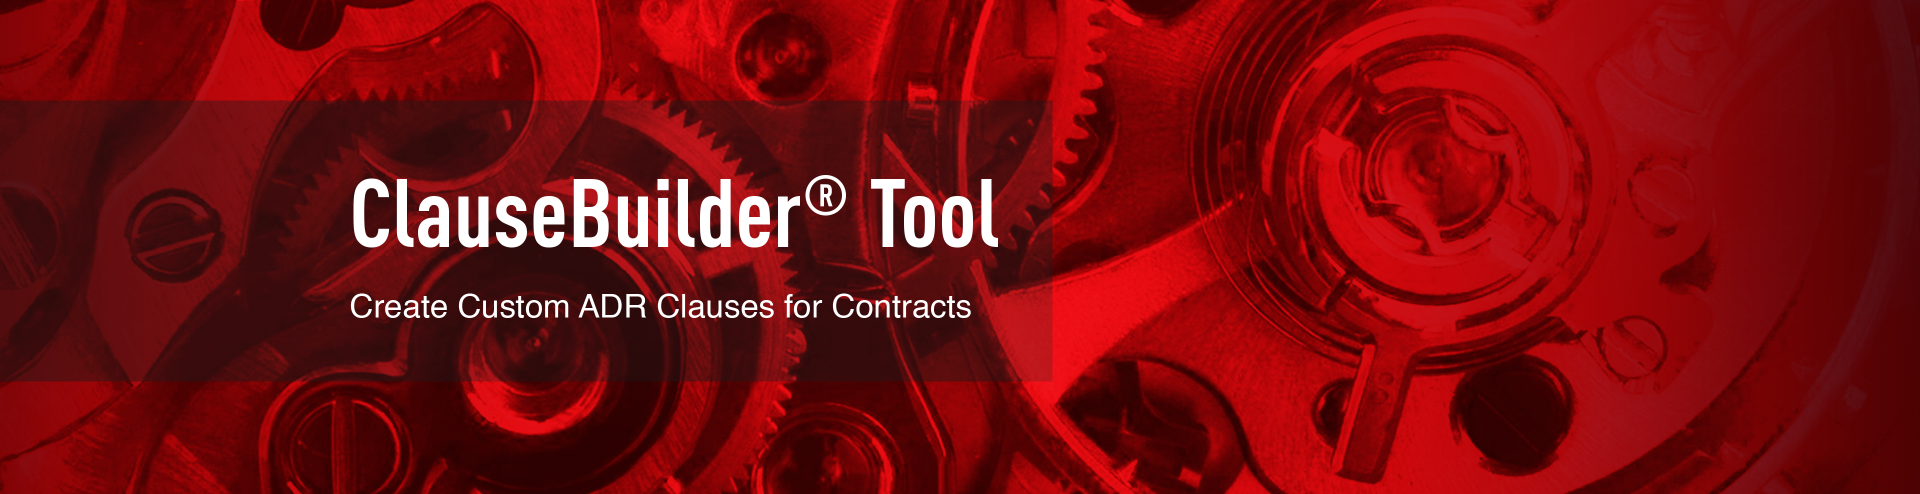 ClauseBuilder® Tool
Create Custom ADR Clauses for Contracts